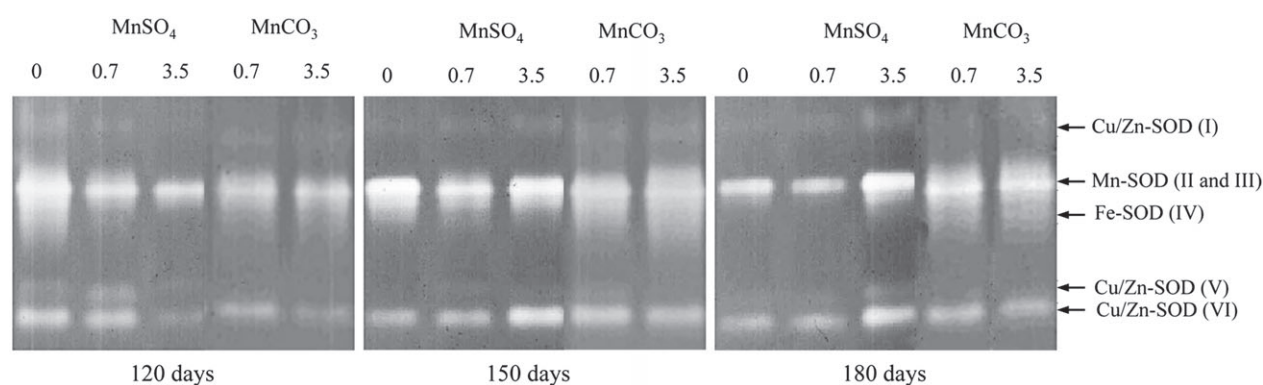 MnSO₄ MnCO₃ MnSO₄ MnCO₃ MnSO₄ MnCO₃
0 0.7 3.5 0.7 3.5 0 0.7 3.5 0.7 3.5 0 0.7 3.5 0.7 3.5
Cu/Zn-SOD (I)
Mn-SOD (II and III)
Fe-SOD (IV)
Cu/Zn-SOD (V)
Cu/Zn-SOD (VI)
120 days 150 days 180 days